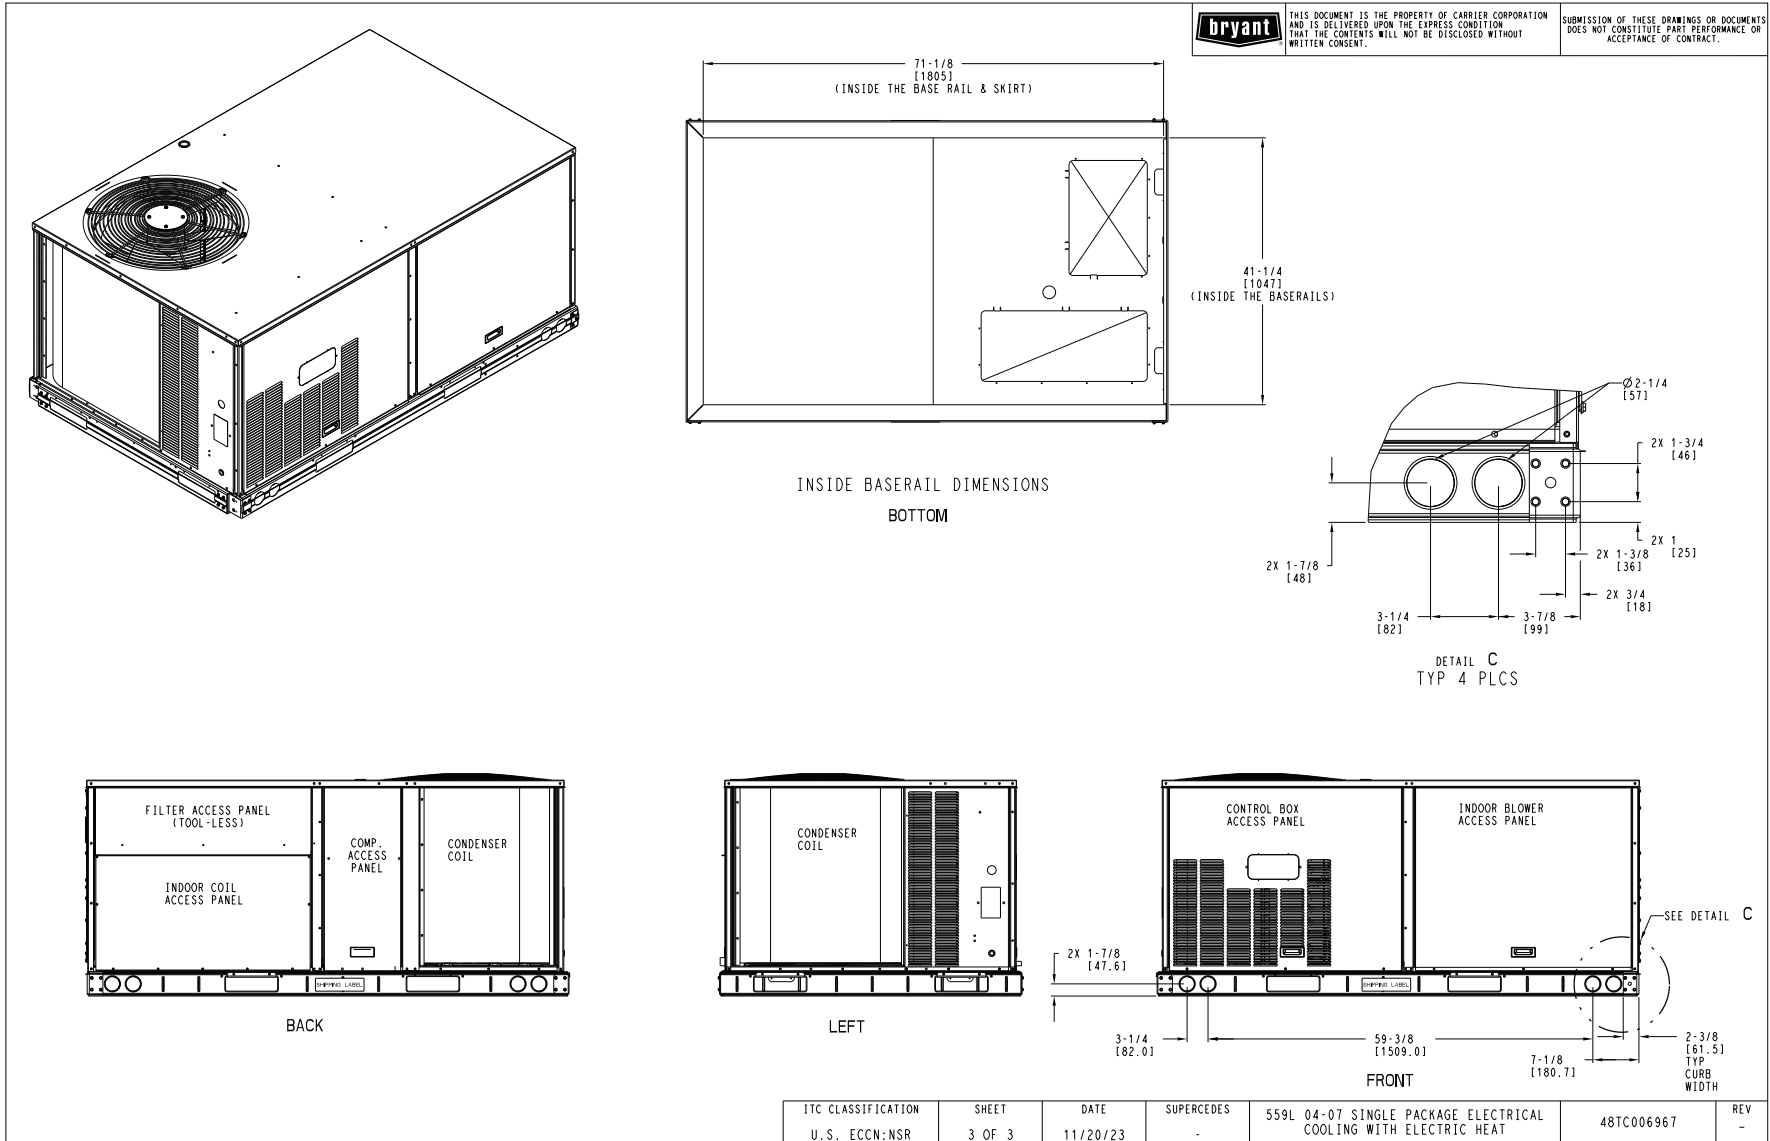 bryant
THIS DOCUMENT IS THE PROPERTY OF CARRIER CORPORATION
AND IS DELIVERED UPON THE EXPRESS CONDITION
THAT THE CONTENTS WILL NOT BE DISCLOSED WITHOUT
WRITTEN CONSENT.
SUBMISSION OF THESE DRAWINGS OR DOCUMENTS
DOES NOT CONSTITUTE PART PERFORMANCE OR
ACCEPTANCE OF CONTRACT.
71-1/8
[1805]
(INSIDE THE BASE RAIL & SKIRT)
41-1/4
[1047]
(INSIDE THE BASERAILS)
INSIDE BASERAIL DIMENSIONS
BOTTOM
Ø2-1/4
[57]
2X 1-3/4
[46]
2X 1
[25]
2X 1-3/8
[36]
2X 1-7/8
[48]
2X 3/4
[18]
3-1/4
[82]
3-7/8
[99]
DETAIL C
TYP 4 PLCS
FILTER ACCESS PANEL
(TOOL-LESS)
INDOOR COIL
ACCESS PANEL
COMP.
ACCESS
PANEL
CONDENSER
COIL
SHIPPING LABEL
BACK
CONDENSER
COIL
LEFT
CONTROL BOX
ACCESS PANEL
INDOOR BLOWER
ACCESS PANEL
SEE DETAIL C
2X 1-7/8
[47.6]
SHIPPING LABEL
3-1/4
[82.0]
59-3/8
[1509.0]
7-1/8
[180.7]
2-3/8
[61.5]
TYP
CURB
WIDTH
FRONT
ITC CLASSIFICATION
U.S. ECCN:NSR
SHEET
3 OF 3
DATE
11/20/23
SUPERCEDES
-
559L 04-07 SINGLE PACKAGE ELECTRICAL
COOLING WITH ELECTRIC HEAT
48TC006967
REV
-